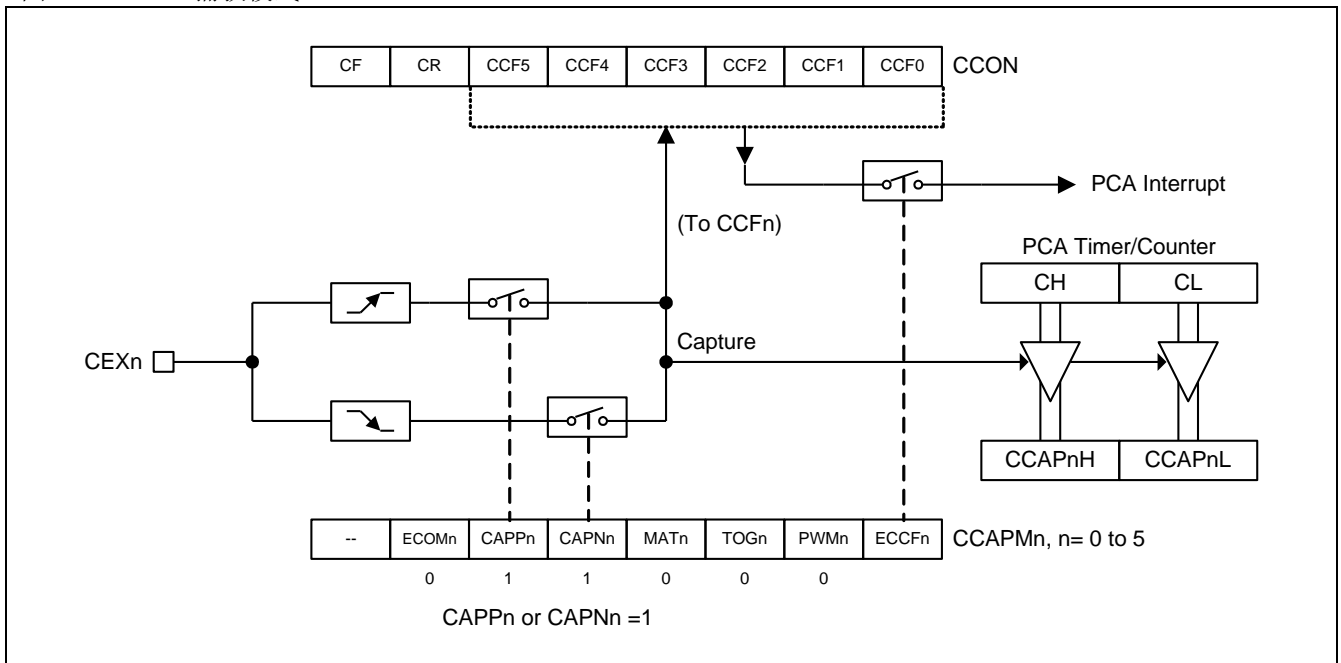 CF CR CCF5 CCF4 CCF3 CCF2 CCF1 CCF0 CCON
PCA Interrupt
(To CCFn)
PCA Timer/Counter
CH CL
Capture
CEXn
CCAPnH CCAPnL
-- ECOMn CAPPn CAPNn MATn TOGn PWMn ECCFn CCAPMn, n= 0 to 5
0 1 1 0 0 0
CAPPn or CAPNn =1